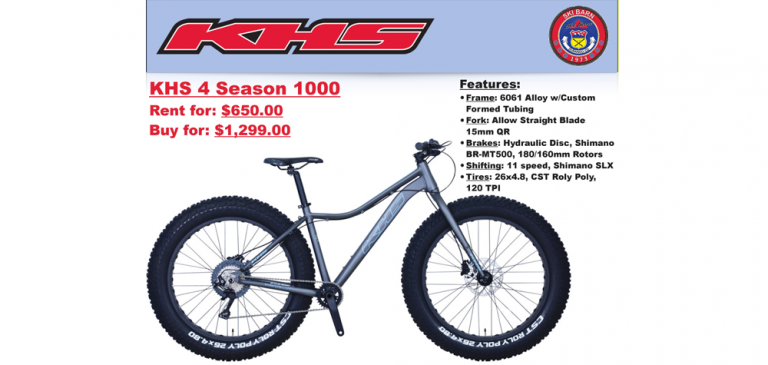 KHS
SKI BARN
1973
KHS 4 Season 1000
Rent for: $650.00
Buy for: $1,299.00
Features:
• Frame: 6061 Alloy w/Custom
Formed Tubing
• Fork: Allow Straight Blade
15mm QR
• Brakes: Hydraulic Disc, Shimano
BR-MT500, 180/160mm Rotors
• Shifting: 11 speed, Shimano SLX
• Tires: 26x4.8, CST Roly Poly,
120 TPI
KHS
CST ROLY POLY 26x4.80
CST ROLY POLY 26x4.80